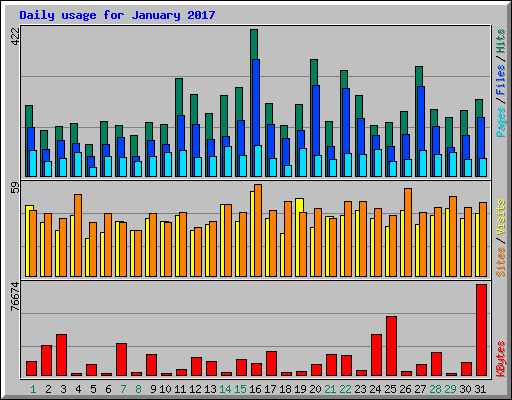 Daily usage for January 2017
422
Pages / Files / Hits
59
Sites / Visits
76674
KBytes
1 2 3 4 5 6 7 8 9 10 11 12 13 14 15 16 17 18 19 20 21 22 23 24 25 26 27 28 29 30 31